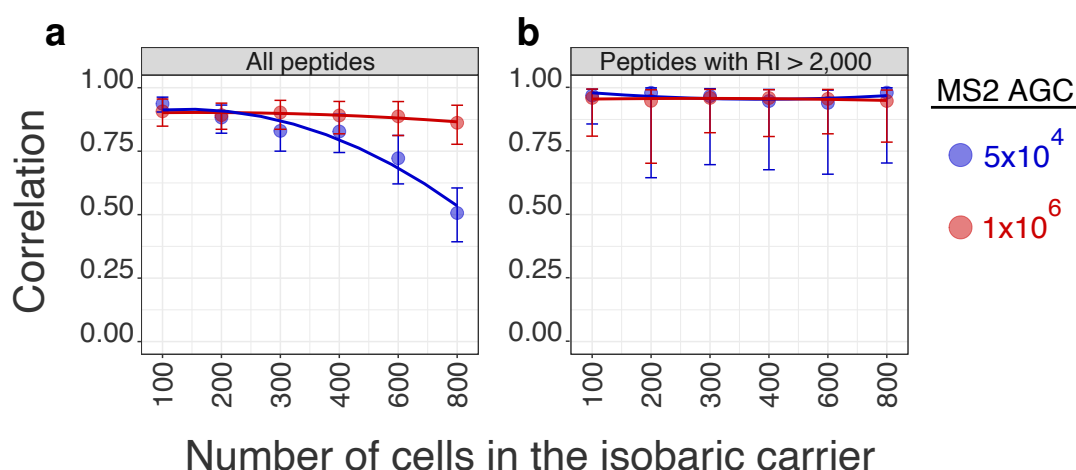 a
All peptides
Correlation
1.00
0.75
0.50
0.25
0.00
100
200
300
400
600
800
b
Peptides with RI > 2,000
1.00
0.75
0.50
0.25
0.00
100
200
300
400
600
800
Number of cells in the isobaric carrier
MS2 AGC
5x10^4
1x10^6